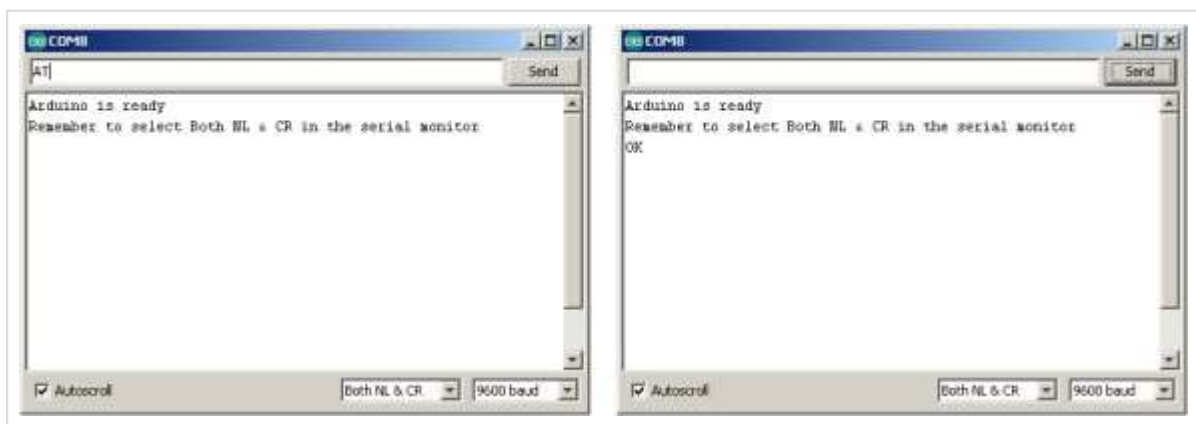 COM8
AT
Send
Arduino is ready
Remember to select Both NL & CR in the serial monitor
Autoscroll
Both NL & CR
9600 baud
COM8
Send
Arduino is ready
Remember to select Both NL & CR in the serial monitor
OK
Autoscroll
Both NL & CR
9600 baud